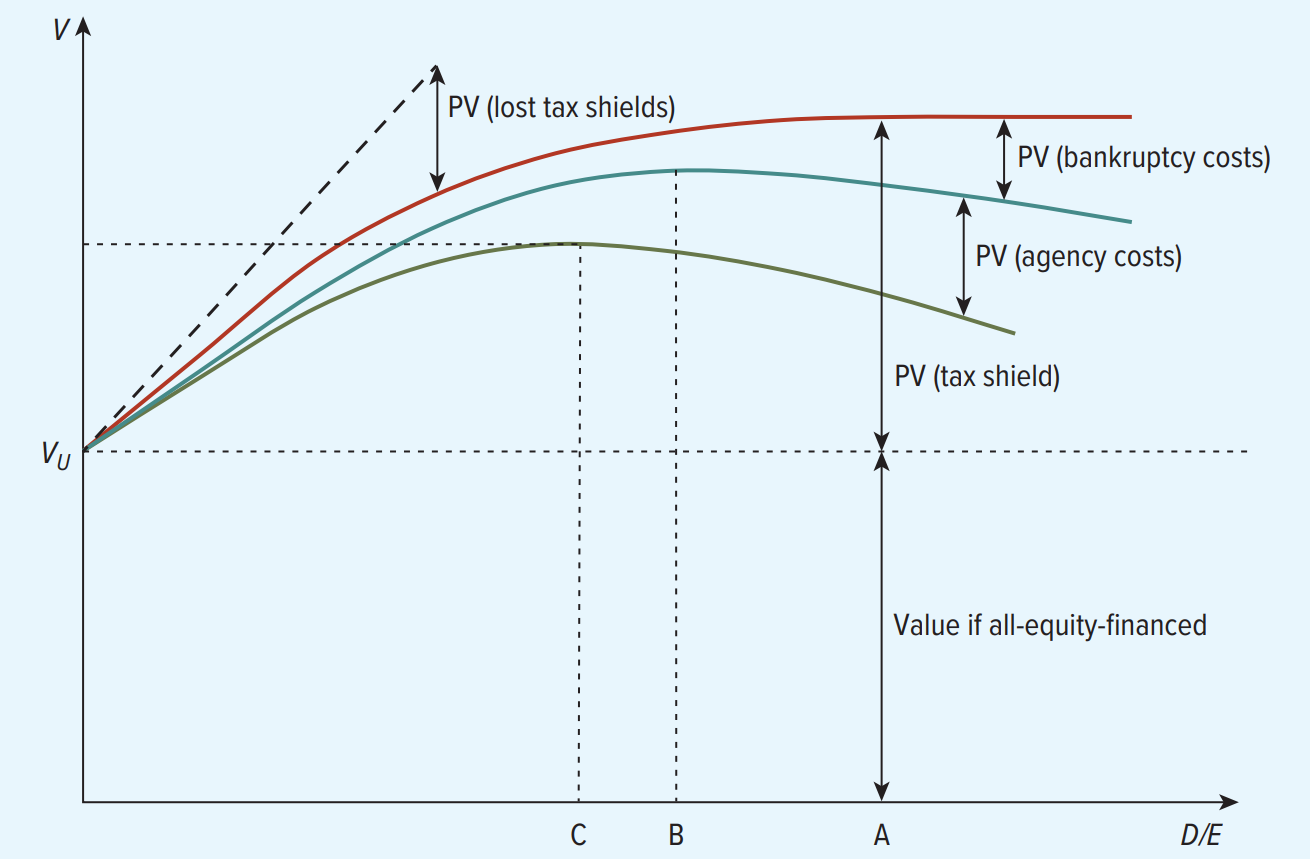 V
PV (lost tax shields)
PV (bankruptcy costs)
PV (agency costs)
PV (tax shield)
V_U
Value if all-equity-financed
C
B
A
D/E